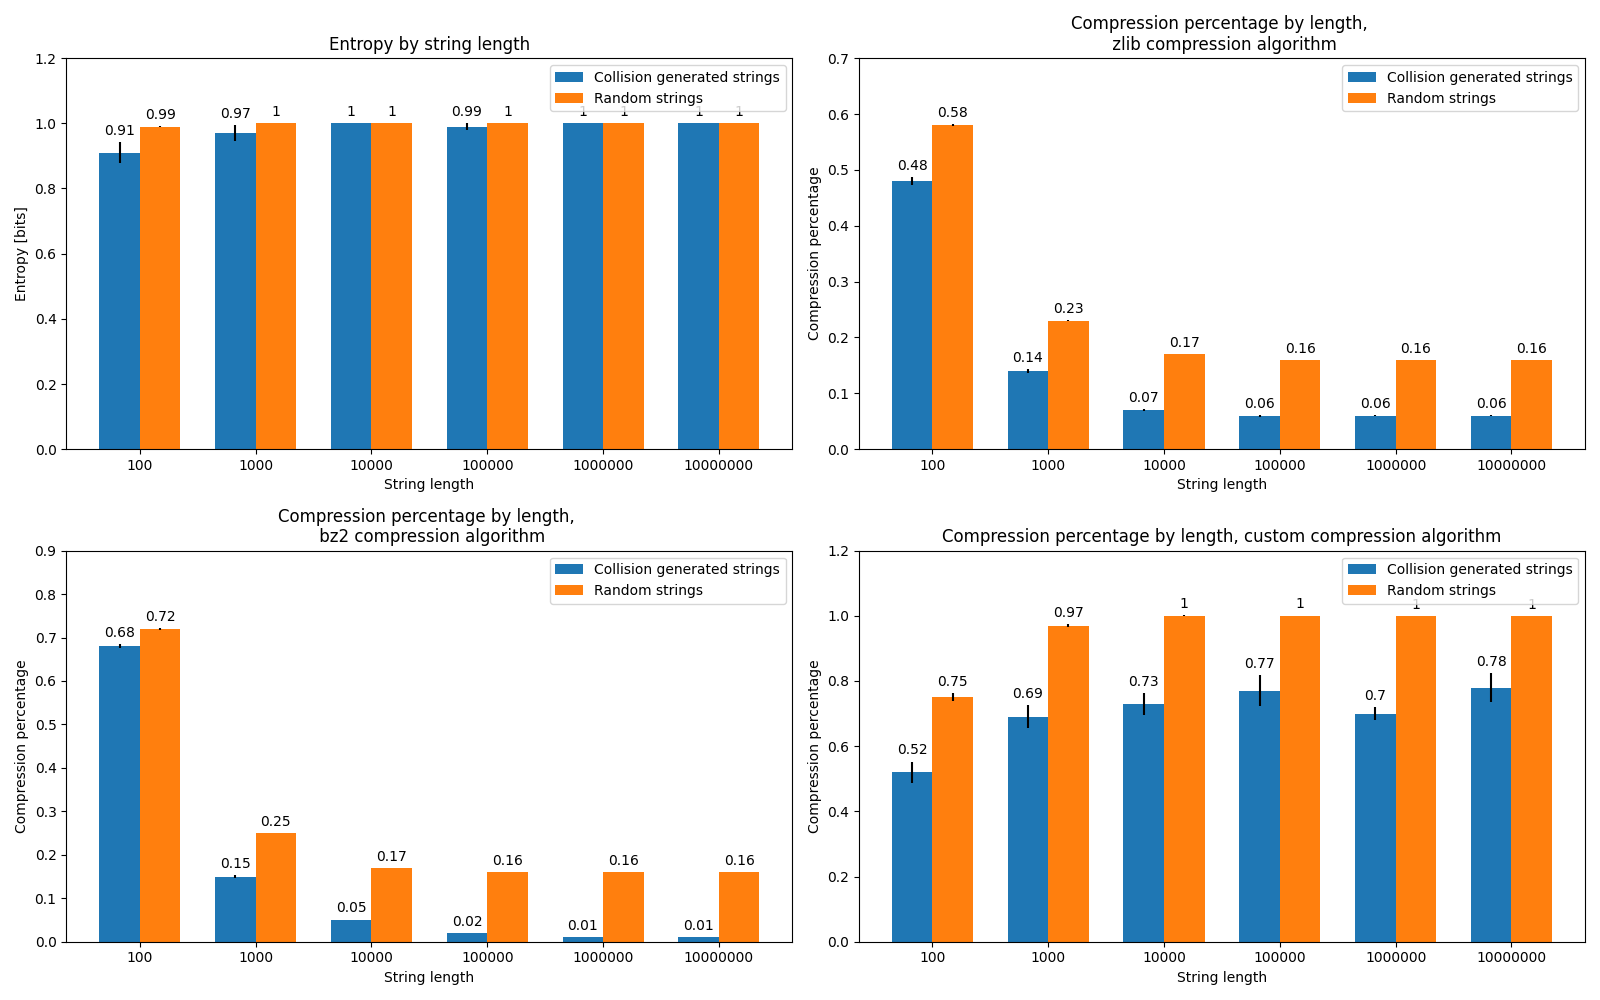 Entropy by string length
1.2
1.0
0.8
0.6
0.4
0.2
0.0
Entropy [bits]
Collision generated strings
Random strings
0.91 0.99 0.97 1 1 1 0.99 1 1 1 1 1
100 1000 10000 100000 1000000 10000000
String length
Compression percentage by length,
zlib compression algorithm
0.7
0.6
0.5
0.4
0.3
0.2
0.1
0.0
Compression percentage
Collision generated strings
Random strings
0.48 0.58 0.14 0.23 0.07 0.17 0.06 0.16 0.06 0.16 0.06 0.16
100 1000 10000 100000 1000000 10000000
String length
Compression percentage by length,
bz2 compression algorithm
0.9
0.8
0.7
0.6
0.5
0.4
0.3
0.2
0.1
0.0
Compression percentage
Collision generated strings
Random strings
0.68 0.72 0.15 0.25 0.05 0.17 0.02 0.16 0.01 0.16 0.01 0.16
100 1000 10000 100000 1000000 10000000
String length
Compression percentage by length, custom compression algorithm
1.2
1.0
0.8
0.6
0.4
0.2
0.0
Compression percentage
Collision generated strings
Random strings
0.52 0.75 0.69 0.97 0.73 1 0.77 1 0.7 1 0.78 1
100 1000 10000 100000 1000000 10000000
String length